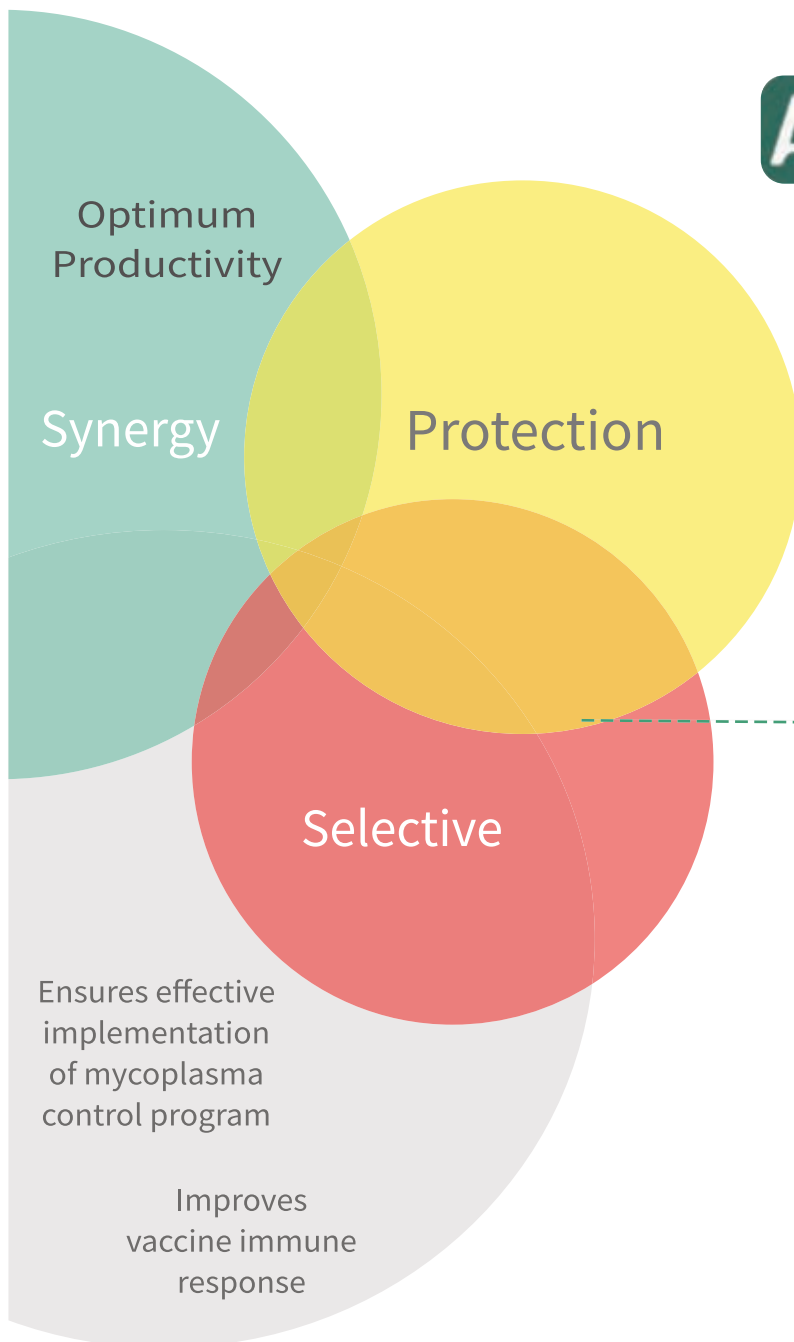 Optimum
Productivity
Synergy
Protection
Selective
Ensures effective
implementation
of mycoplasma
control program
Improves
vaccine immune
response